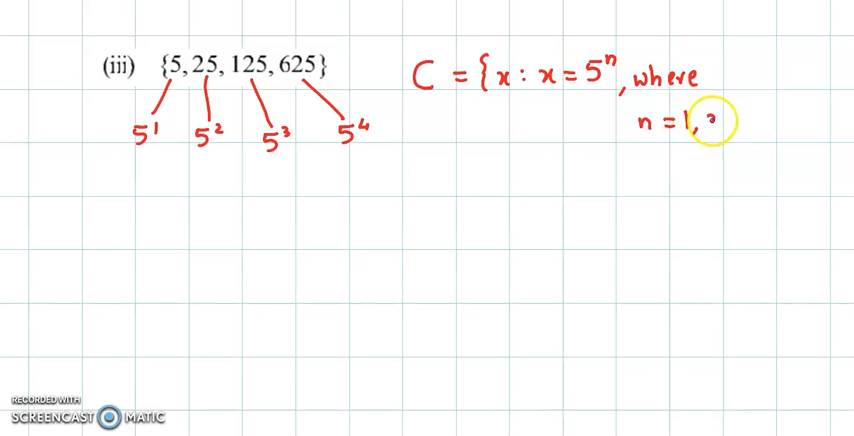 (iii) {5, 25, 125, 625}
5¹ 5² 5³ 5⁴
C = {x : x = 5ⁿ, where
n = 1,
RECORDED WITH
SCREENCAST MATIC